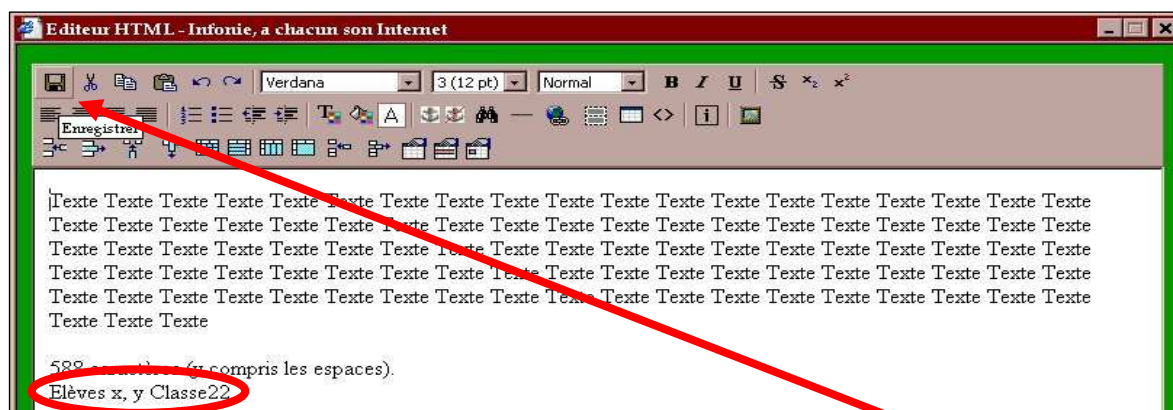 Editeur HTML - Infonie, a chacun son Internet
Verdana 3 (12 pt) Normal B I U S x₂ x²
A
Enregistrer
Texte Texte Texte Texte Texte Texte Texte Texte Texte Texte Texte Texte Texte Texte Texte Texte Texte Texte Texte
Texte Texte Texte Texte Texte Texte Texte Texte Texte Texte Texte Texte Texte Texte Texte Texte Texte Texte Texte
Texte Texte Texte Texte Texte Texte Texte Texte Texte Texte Texte Texte Texte Texte Texte Texte Texte Texte Texte
Texte Texte Texte Texte Texte Texte Texte Texte Texte Texte Texte Texte Texte Texte Texte Texte Texte Texte Texte
Texte Texte Texte Texte Texte Texte Texte Texte Texte Texte Texte Texte Texte Texte Texte Texte Texte Texte Texte
Texte Texte Texte
588 caractères (y compris les espaces).
Elèves x, y Classe22